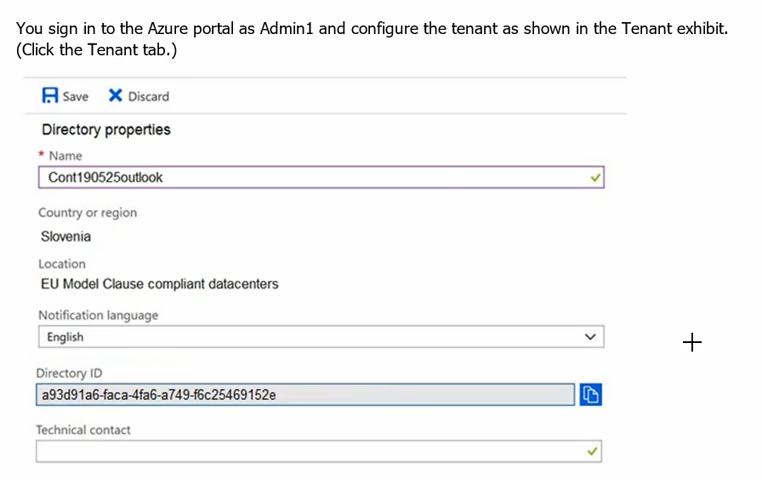 You sign in to the Azure portal as Admin1 and configure the tenant as shown in the Tenant exhibit.
(Click the Tenant tab.)
Save Discard
Directory properties
* Name
Cont190525outlook
Country or region
Slovenia
Location
EU Model Clause compliant datacenters
Notification language
English
Directory ID
a93d91a6-faca-4fa6-a749-f6c25469152e
Technical contact